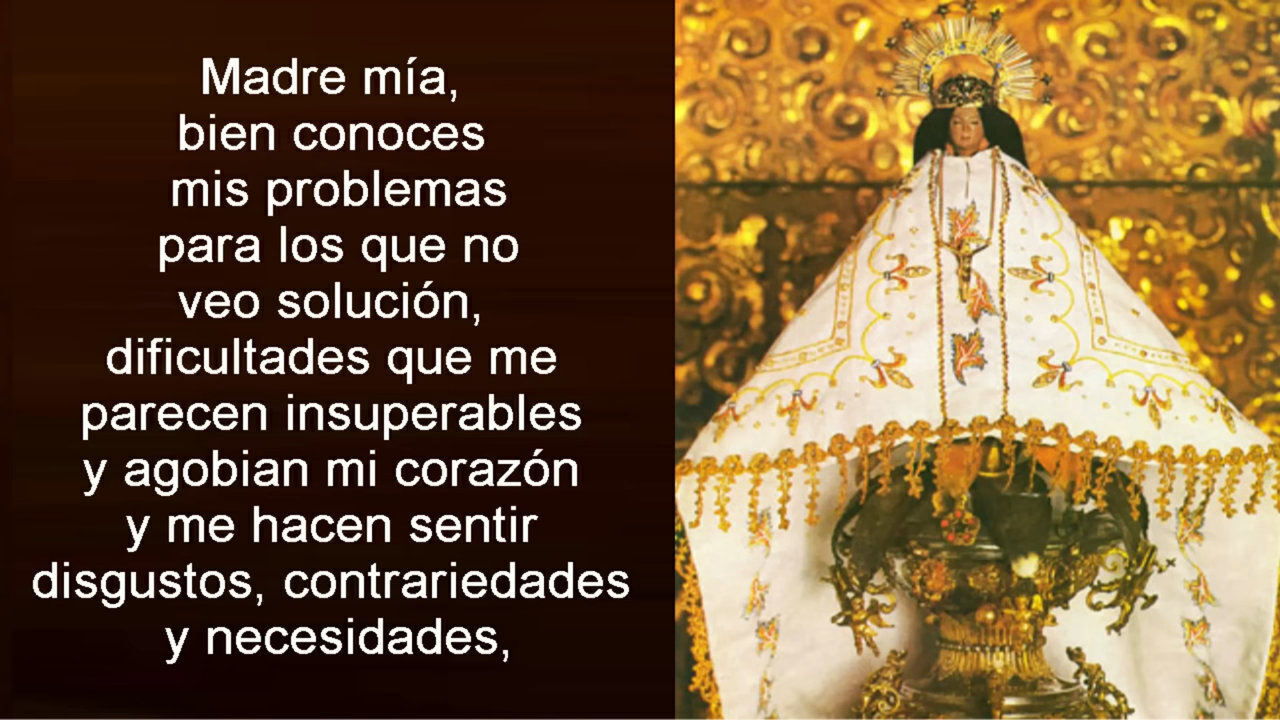 Madre mía,
bien conoces
mis problemas
para los que no
veo solución,
dificultades que me
parecen insuperables
y agobian mi corazón
y me hacen sentir
disgustos, contrariedades
y necesidades,